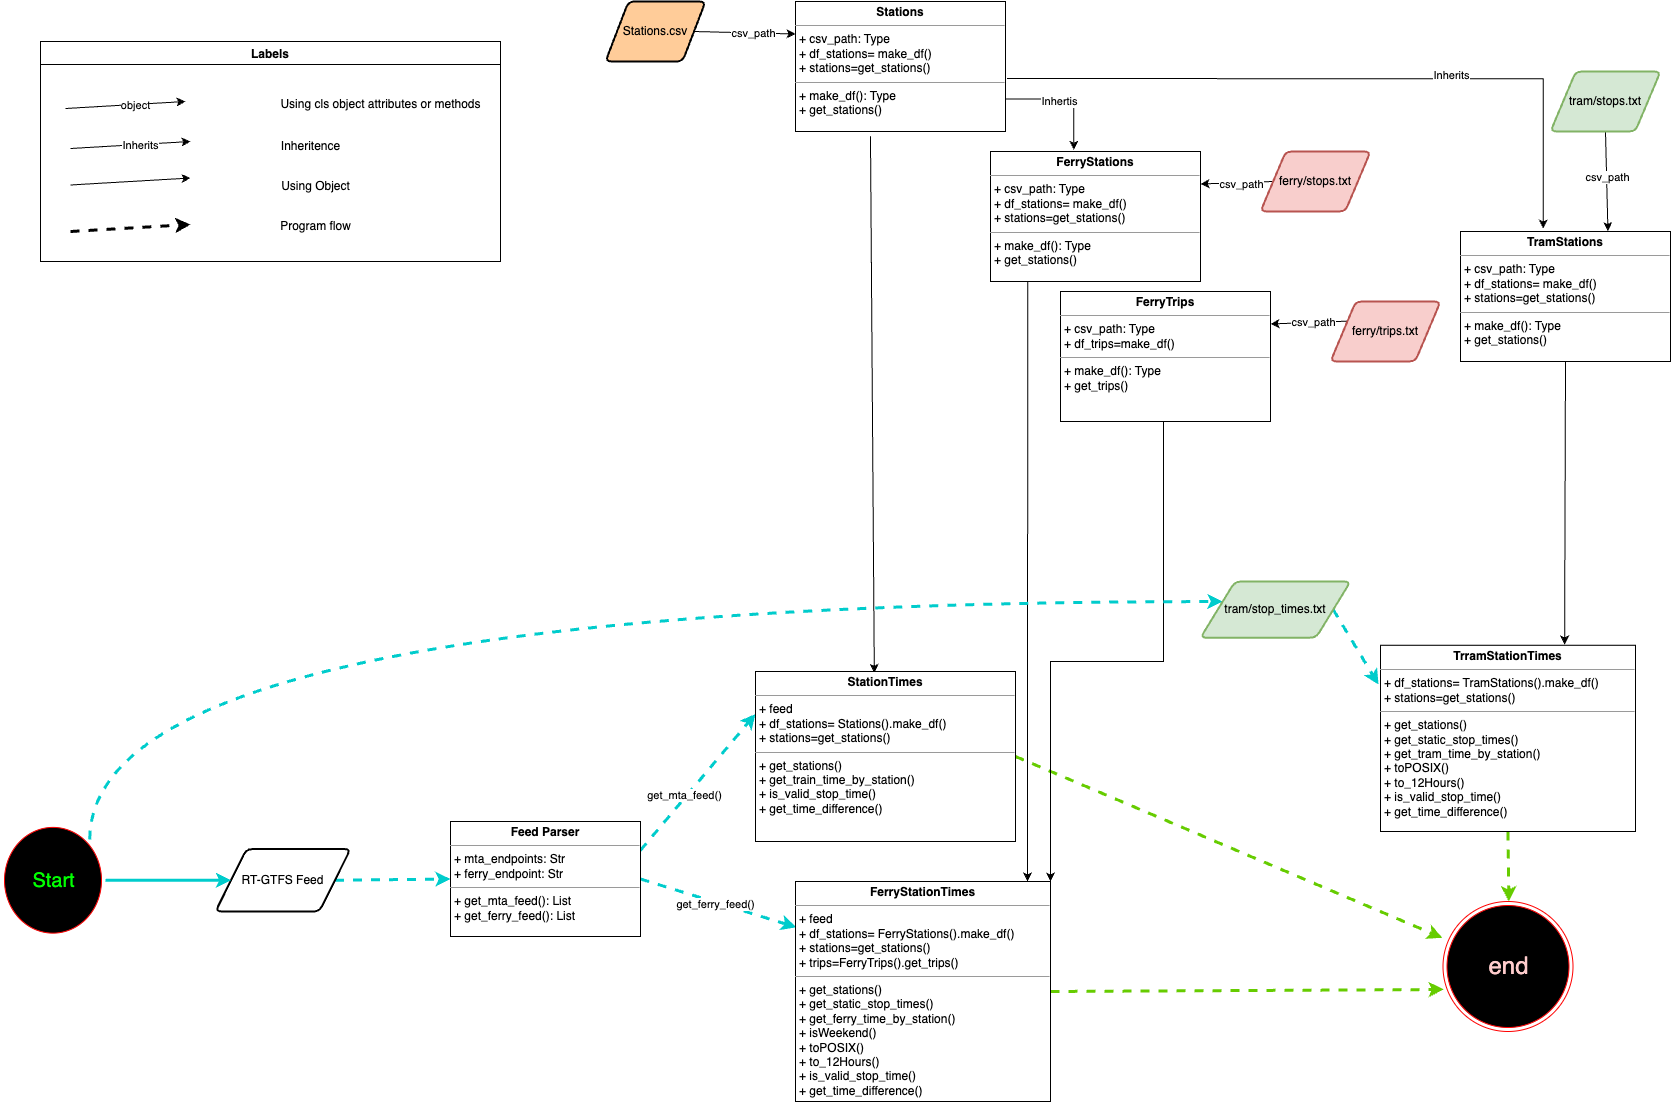 Labels
object
Using cls object attributes or methods
Inherits
Inheritence
Using Object
Program flow
Stations.csv
csv_path
Stations
+ csv_path: Type
+ df_stations= make_df()
+ stations=get_stations()
+ make_df(): Type
+ get_stations()
Inherits
Inhertis
tram/stops.txt
csv_path
FerryStations
+ csv_path: Type
+ df_stations= make_df()
+ stations=get_stations()
+ make_df(): Type
+ get_stations()
csv_path
ferry/stops.txt
TramStations
+ csv_path: Type
+ df_stations= make_df()
+ stations=get_stations()
+ make_df(): Type
+ get_stations()
FerryTrips
+ csv_path: Type
+ df_trips=make_df()
+ make_df(): Type
+ get_trips()
csv_path
ferry/trips.txt
tram/stop_times.txt
TrramStationTimes
+ df_stations= TramStations().make_df()
+ stations=get_stations()
+ get_stations()
+ get_static_stop_times()
+ get_tram_time_by_station()
+ toPOSIX()
+ to_12Hours()
+ is_valid_stop_time()
+ get_time_difference()
StationTimes
+ feed
+ df_stations= Stations().make_df()
+ stations=get_stations()
+ get_stations()
+ get_train_time_by_station()
+ is_valid_stop_time()
+ get_time_difference()
get_mta_feed()
Start
RT-GTFS Feed
Feed Parser
+ mta_endpoints: Str
+ ferry_endpoint: Str
+ get_mta_feed(): List
+ get_ferry_feed(): List
get_ferry_feed()
FerryStationTimes
+ feed
+ df_stations= FerryStations().make_df()
+ stations=get_stations()
+ trips=FerryTrips().get_trips()
+ get_stations()
+ get_static_stop_times()
+ get_ferry_time_by_station()
+ isWeekend()
+ toPOSIX()
+ to_12Hours()
+ is_valid_stop_time()
+ get_time_difference()
end